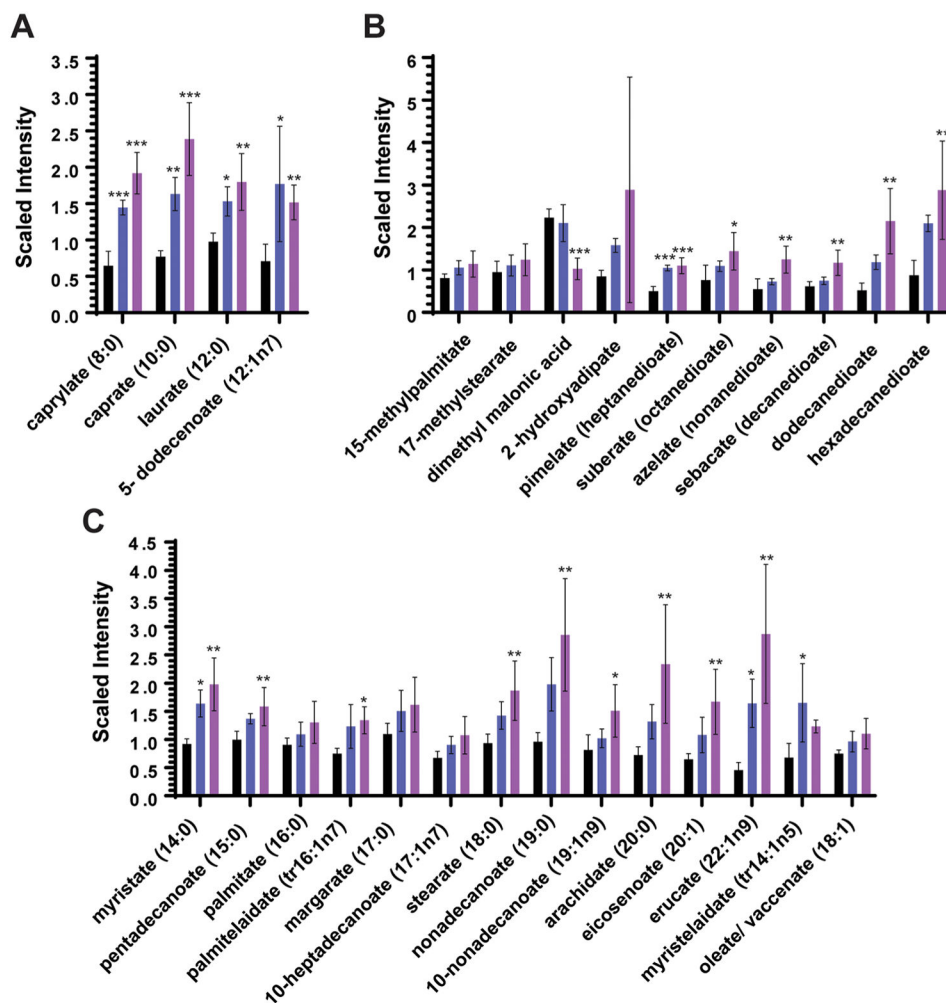 A
Scaled Intensity
3.5
3.0
2.5
2.0
1.5
1.0
0.5
0.0
*** *** ** *** * ** * **
caprylate (8:0)
caprate (10:0)
laurate (12:0)
5- dodecenoate (12:1n7)
B
Scaled Intensity
6
5
4
3
2
1
0
*** *** *** * ** ** ** **
15-methylpalmitate
17-methylstearate
dimethyl malonic acid
2 -hydroxyadipate
pimelate (heptanedioate)
suberate (octanedioate)
azelate (nonanedioate)
sebacate (decanedioate)
dodecanedioate
hexadecanedioate
C
Scaled Intensity
4.5
4.0
3.5
3.0
2.5
2.0
1.5
1.0
0.5
0.0
* ** ** * ** ** * ** ** * ** *
myristate (14:0)
pentadecanoate (15:0)
palmitate (16:0)
palmitelaidate (tr16:1n7)
margarate (17:0)
10-heptadecanoate (17:1n7)
stearate (18:0)
nonadecanoate (19:0)
10-nonadecanoate (19:1n9)
arachidate (20:0)
eicosenoate (20:1)
erucate (22:1n9)
myristelaidate (tr14:1n5)
oleate/ vaccenate (18:1)